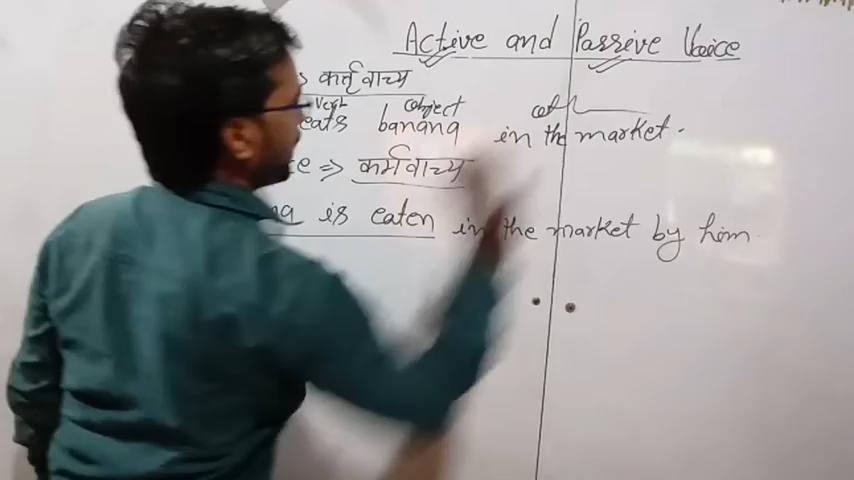 Active and Passive Voice
कर्तृवाच्य
Verb object
eats banana in the market.
⇒ कर्मवाच्य
is eaten in the market by him